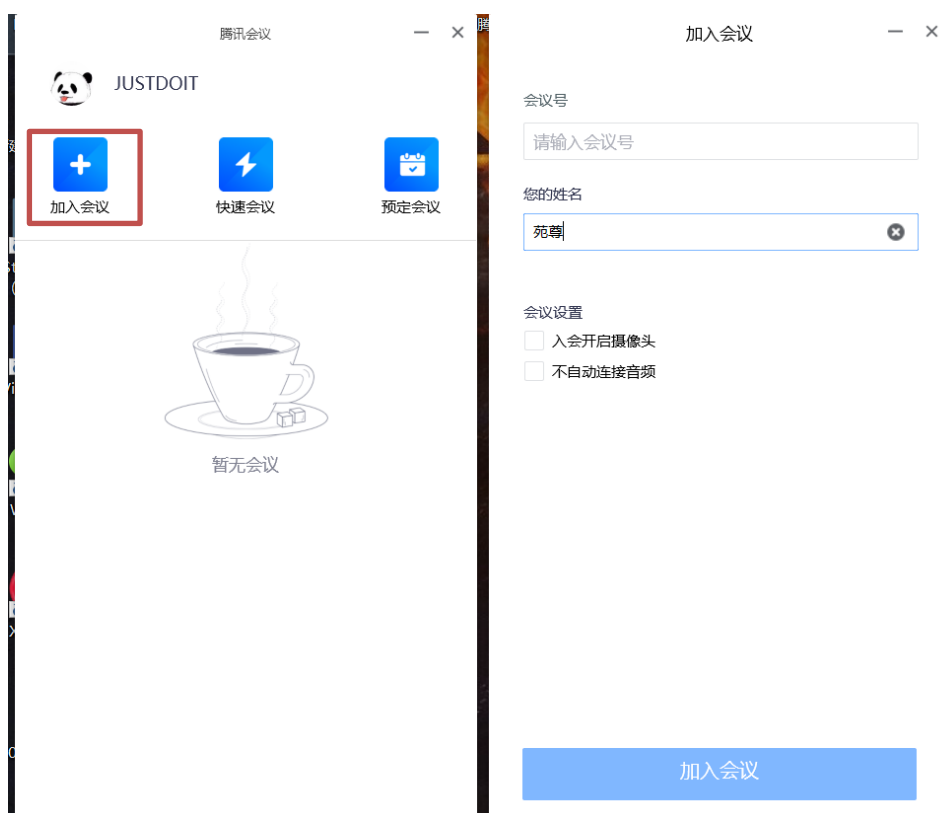 腾讯会议
JUSTDOIT
加入会议
快速会议
预定会议
暂无会议
加入会议
会议号
请输入会议号
您的姓名
苑尊
会议设置
入会开启摄像头
不自动连接音频
加入会议